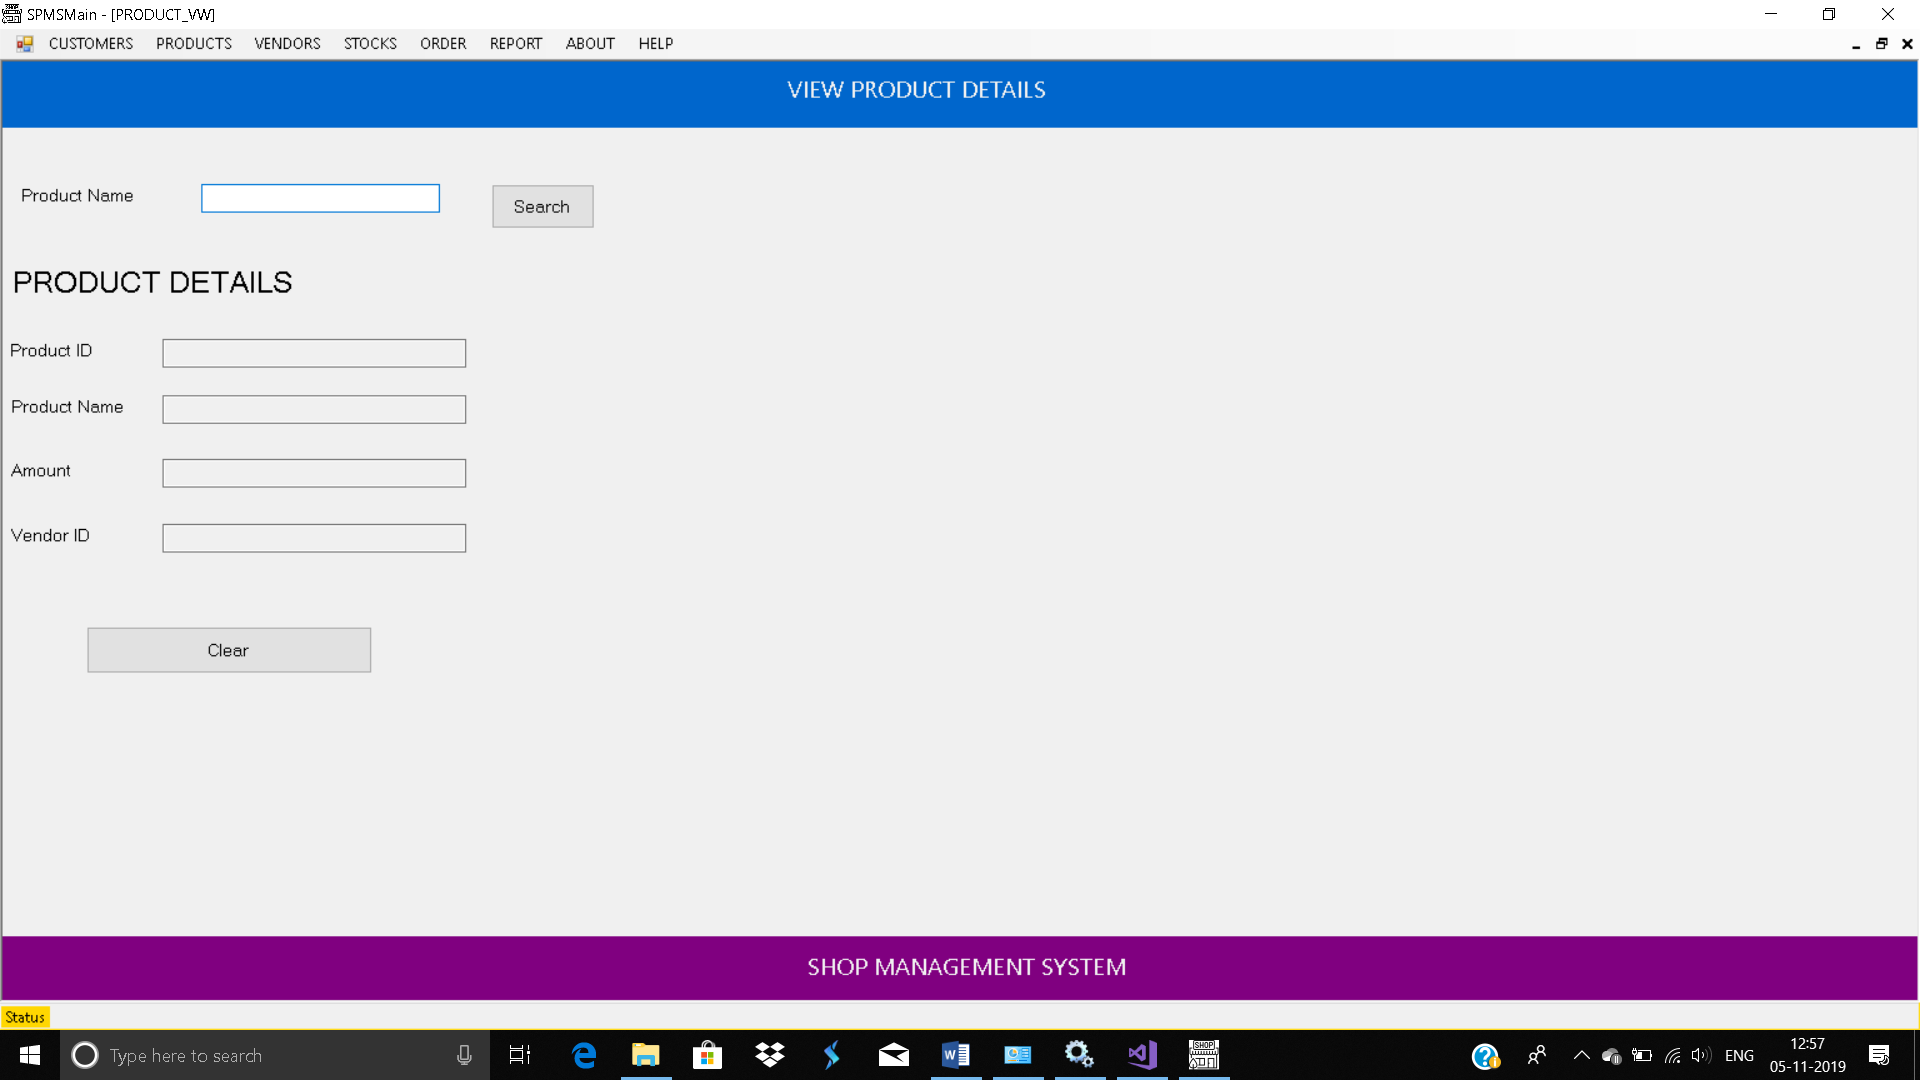 SPMSMain - [PRODUCT_VW]
CUSTOMERS PRODUCTS VENDORS STOCKS ORDER REPORT ABOUT HELP
VIEW PRODUCT DETAILS
Product Name
Search
PRODUCT DETAILS
Product ID
Product Name
Amount
Vendor ID
Clear
SHOP MANAGEMENT SYSTEM
Status
Type here to search
SHOP
ENG
12:57
05-11-2019